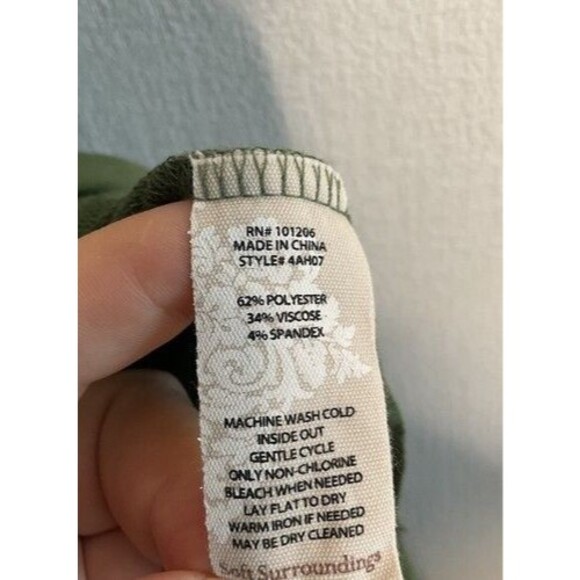 RN# 101206
MADE IN CHINA
STYLE# 4AH07
62% POLYESTER
34% VISCOSE
4% SPANDEX
MACHINE WASH COLD
INSIDE OUT
GENTLE CYCLE
ONLY NON-CHLORINE
BLEACH WHEN NEEDED
LAY FLAT TO DRY
WARM IRON IF NEEDED
MAY BE DRY CLEANED
Soft Surroundings